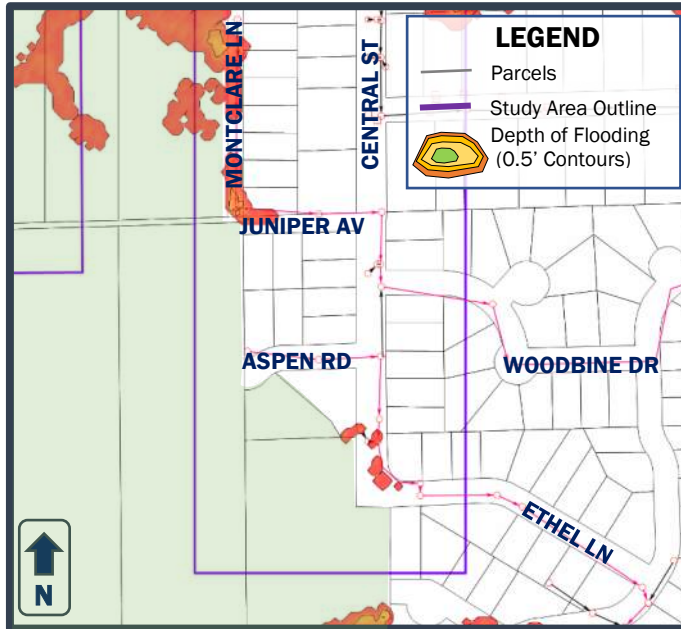 LEGEND
Parcels
Study Area Outline
Depth of Flooding
(0.5' Contours)
MONTCLARE LN
CENTRAL ST
JUNIPER AV
ASPEN RD
WOODBINE DR
ETHEL LN
N